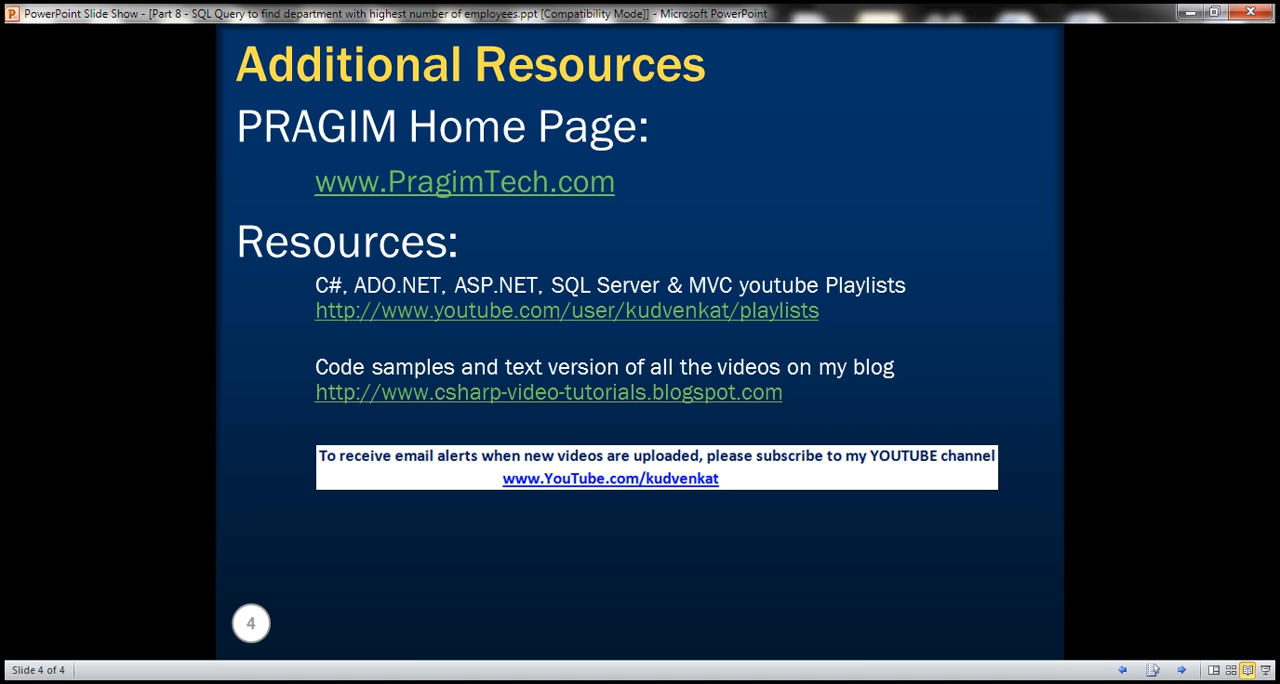 PowerPoint Slide Show - [Part 8 - SQL Query to find department with highest number of employees.ppt [Compatibility Mode]] - Microsoft PowerPoint
Additional Resources
PRAGIM Home Page:
www.PragimTech.com
Resources:
C#, ADO.NET, ASP.NET, SQL Server & MVC youtube Playlists
http://www.youtube.com/user/kudvenkat/playlists
Code samples and text version of all the videos on my blog
http://www.csharp-video-tutorials.blogspot.com
To receive email alerts when new videos are uploaded, please subscribe to my YOUTUBE channel
www.YouTube.com/kudvenkat
4
Slide 4 of 4